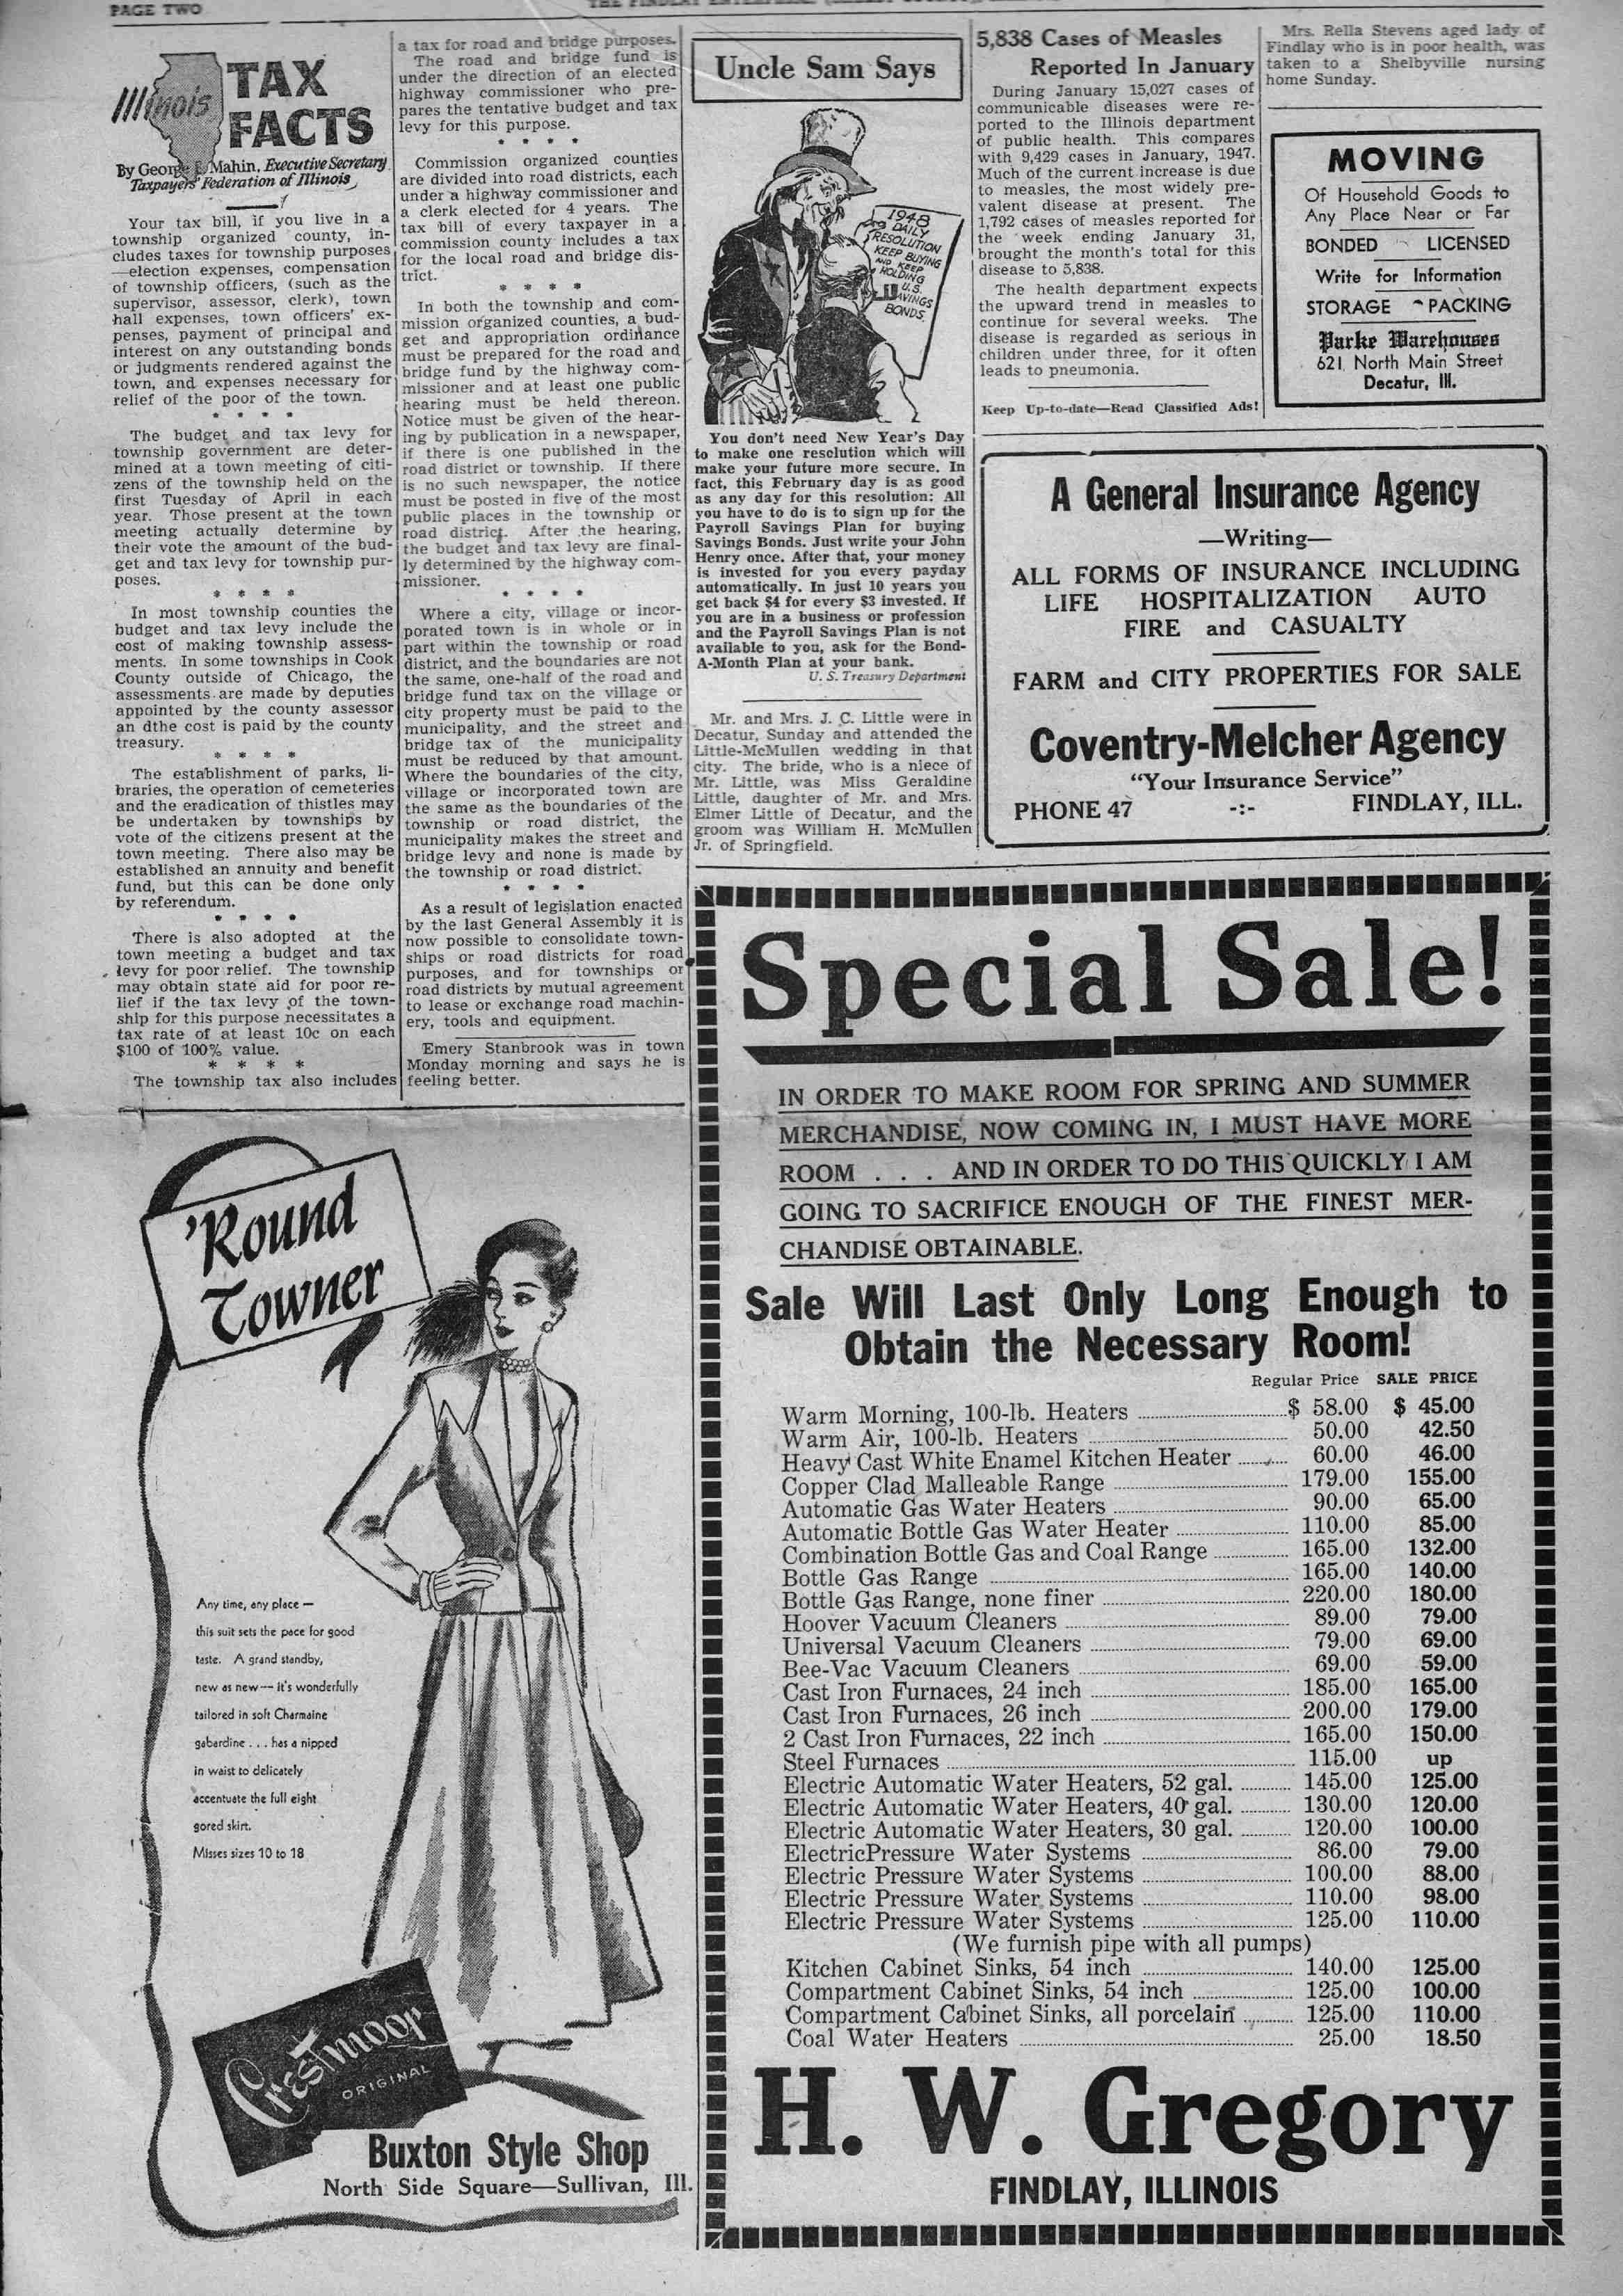 PAGE TWO
Illinois
TAX
FACTS
Mahin, Executive Secretary
Taxpayers' Federation of Illinois
Your tax bill, if you live in a
township organized county, in-
cludes taxes for township purposes
—election expenses, compensation
of township officers, (such as the
supervisor, assessor, clerk), town
hall expenses, town officers' ex-
penses, payment of principal and
interest on any outstanding bonds
or judgments rendered against the
town, and expenses necessary for
relief of the poor of the town.
* * * *
The budget and tax levy for
township government are deter-
mined at a town meeting of citi-
zens of the township held on the
first Tuesday of April in each
year. Those present at the town
meeting actually determine by
their vote the amount of the bud-
get and tax levy for township pur-
poses.
* * * *
In most township counties the
budget and tax levy include the
cost of making township assess-
ments. In some townships in Cook
County outside of Chicago, the
assessments are made by deputies
appointed by the county assessor
an dthe cost is paid by the county
treasury.
* * * *
The establishment of parks, li-
braries, the operation of cemeteries
and the eradication of thistles may
be undertaken by townships by
vote of the citizens present at the
town meeting. There also may be
established an annuity and benefit
fund, but this can be done only
by referendum.
* * * *
There is also adopted at the
town meeting a budget and tax
levy for poor relief. The township
may obtain state aid for poor re-
lief if the tax levy of the town-
ship for this purpose necessitates a
tax rate of at least 10c on each
$100 of 100% value.
* * * *
The township tax also includes
a tax for road and bridge purposes.
The road and bridge fund is
under the direction of an elected
highway commissioner who pre-
pares the tentative budget and tax
levy for this purpose.
* * * *
Commission organized counties
are divided into road districts, each
under a highway commissioner and
a clerk elected for 4 years. The
tax bill of every taxpayer in a
commission county includes a tax
for the local road and bridge dis-
trict.
* * * *
In both the township and com-
mission organized counties, a bud-
get and appropriation ordinance
must be prepared for the road and
bridge fund by the highway com-
missioner and at least one public
hearing must be held thereon.
Notice must be given of the hear-
ing by publication in a newspaper,
if there is one published in the
road district or township. If there
is no such newspaper, the notice
must be posted in five of the most
public places in the township or
road district. After the hearing,
the budget and tax levy are final-
ly determined by the highway com-
missioner.
* * * *
Where a city, village or incor-
porated town is in whole or in
part within the township or road
district, and the boundaries are not
the same, one-half of the road and
bridge fund tax on the village or
city property must be paid to the
municipality, and the street and
bridge tax of the municipality
must be reduced by that amount.
Where the boundaries of the city,
village or incorporated town are
the same as the boundaries of the
township or road district, the
municipality makes the street and
bridge levy and none is made by
the township or road district.
* * * *
As a result of legislation enacted
by the last General Assembly it is
now possible to consolidate town-
ships or road districts for road
purposes, and for townships or
road districts by mutual agreement
to lease or exchange road machin-
ery, tools and equipment.
Emery Stanbrook was in town
Monday morning and says he is
feeling better.
Uncle Sam Says
1948
DAILY
RESOLUTION
KEEP BUYING
AND KEEP
HOLDING
U.S.
SAVINGS
BONDS.
You don't need New Year's Day
to make one resolution which will
make your future more secure. In
fact, this February day is as good
as any day for this resolution: All
you have to do is to sign up for the
Payroll Savings Plan for buying
Savings Bonds. Just write your John
Henry once. After that, your money
is invested for you every payday
automatically. In just 10 years you
get back $4 for every $3 invested. If
you are in a business or profession
and the Payroll Savings Plan is not
available to you, ask for the Bond-
A-Month Plan at your bank.
U. S. Treasury Department
Mr. and Mrs. J. C. Little were in
Decatur, Sunday and attended the
Little-McMullen wedding in that
city. The bride, who is a niece of
Mr. Little, was Miss Geraldine
Little, daughter of Mr. and Mrs.
Elmer Little of Decatur, and the
groom was William H. McMullen
Jr. of Springfield.
5,838 Cases of Measles
Reported In January
During January 15,027 cases of
communicable diseases were re-
ported to the Illinois department
of public health. This compares
with 9,429 cases in January, 1947.
Much of the current increase is due
to measles, the most widely pre-
valent disease at present. The
1,792 cases of measles reported for
the week ending January 31,
brought the month's total for this
disease to 5,838.
The health department expects
the upward trend in measles to
continue for several weeks. The
disease is regarded as serious in
children under three, for it often
leads to pneumonia.
Keep Up-to-date—Read Classified Ads!
Mrs. Rella Stevens aged lady of
Findlay who is in poor health, was
taken to a Shelbyville nursing
home Sunday.
MOVING
Of Household Goods to
Any Place Near or Far
BONDED - LICENSED
Write for Information
STORAGE - PACKING
Parke Warehouses
621 North Main Street
Decatur, Ill.
A General Insurance Agency
—Writing—
ALL FORMS OF INSURANCE INCLUDING
LIFE HOSPITALIZATION AUTO
FIRE and CASUALTY
FARM and CITY PROPERTIES FOR SALE
Coventry-Melcher Agency
"Your Insurance Service"
PHONE 47 -:- FINDLAY, ILL.
'Round
Towner
Any time, any place —
this suit sets the pace for good
taste. A grand standby,
new as new — it's wonderfully
tailored in soft Charmaine
gabardine . . . has a nipped
in waist to delicately
accentuate the full eight
gored skirt.
Misses sizes 10 to 18
Crestmoor
ORIGINAL
Buxton Style Shop
North Side Square—Sullivan, Ill.
Special Sale!
IN ORDER TO MAKE ROOM FOR SPRING AND SUMMER
MERCHANDISE, NOW COMING IN, I MUST HAVE MORE
ROOM . . . AND IN ORDER TO DO THIS QUICKLY I AM
GOING TO SACRIFICE ENOUGH OF THE FINEST MER-
CHANDISE OBTAINABLE.
Sale Will Last Only Long Enough to
Obtain the Necessary Room!
Regular Price SALE PRICE
Warm Morning, 100-lb. Heaters $ 58.00 $ 45.00
Warm Air, 100-lb. Heaters 50.00 42.50
Heavy Cast White Enamel Kitchen Heater 60.00 46.00
Copper Clad Malleable Range 179.00 155.00
Automatic Gas Water Heaters 90.00 65.00
Automatic Bottle Gas Water Heater 110.00 85.00
Combination Bottle Gas and Coal Range 165.00 132.00
Bottle Gas Range 165.00 140.00
Bottle Gas Range, none finer 220.00 180.00
Hoover Vacuum Cleaners 89.00 79.00
Universal Vacuum Cleaners 79.00 69.00
Bee-Vac Vacuum Cleaners 69.00 59.00
Cast Iron Furnaces, 24 inch 185.00 165.00
Cast Iron Furnaces, 26 inch 200.00 179.00
2 Cast Iron Furnaces, 22 inch 165.00 150.00
Steel Furnaces 115.00 up
Electric Automatic Water Heaters, 52 gal. 145.00 125.00
Electric Automatic Water Heaters, 40 gal. 130.00 120.00
Electric Automatic Water Heaters, 30 gal. 120.00 100.00
ElectricPressure Water Systems 86.00 79.00
Electric Pressure Water Systems 100.00 88.00
Electric Pressure Water Systems 110.00 98.00
Electric Pressure Water Systems 125.00 110.00
(We furnish pipe with all pumps)
Kitchen Cabinet Sinks, 54 inch 140.00 125.00
Compartment Cabinet Sinks, 54 inch 125.00 100.00
Compartment Cabinet Sinks, all porcelain 125.00 110.00
Coal Water Heaters 25.00 18.50
H. W. Gregory
FINDLAY, ILLINOIS